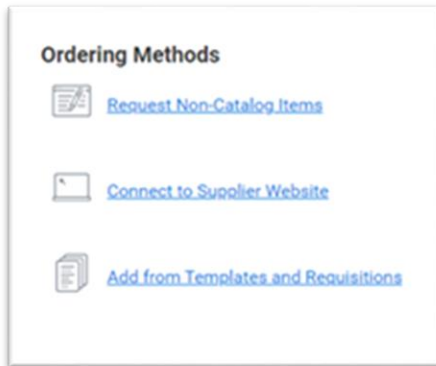 Ordering Methods
Request Non-Catalog Items
Connect to Supplier Website
Add from Templates and Requisitions